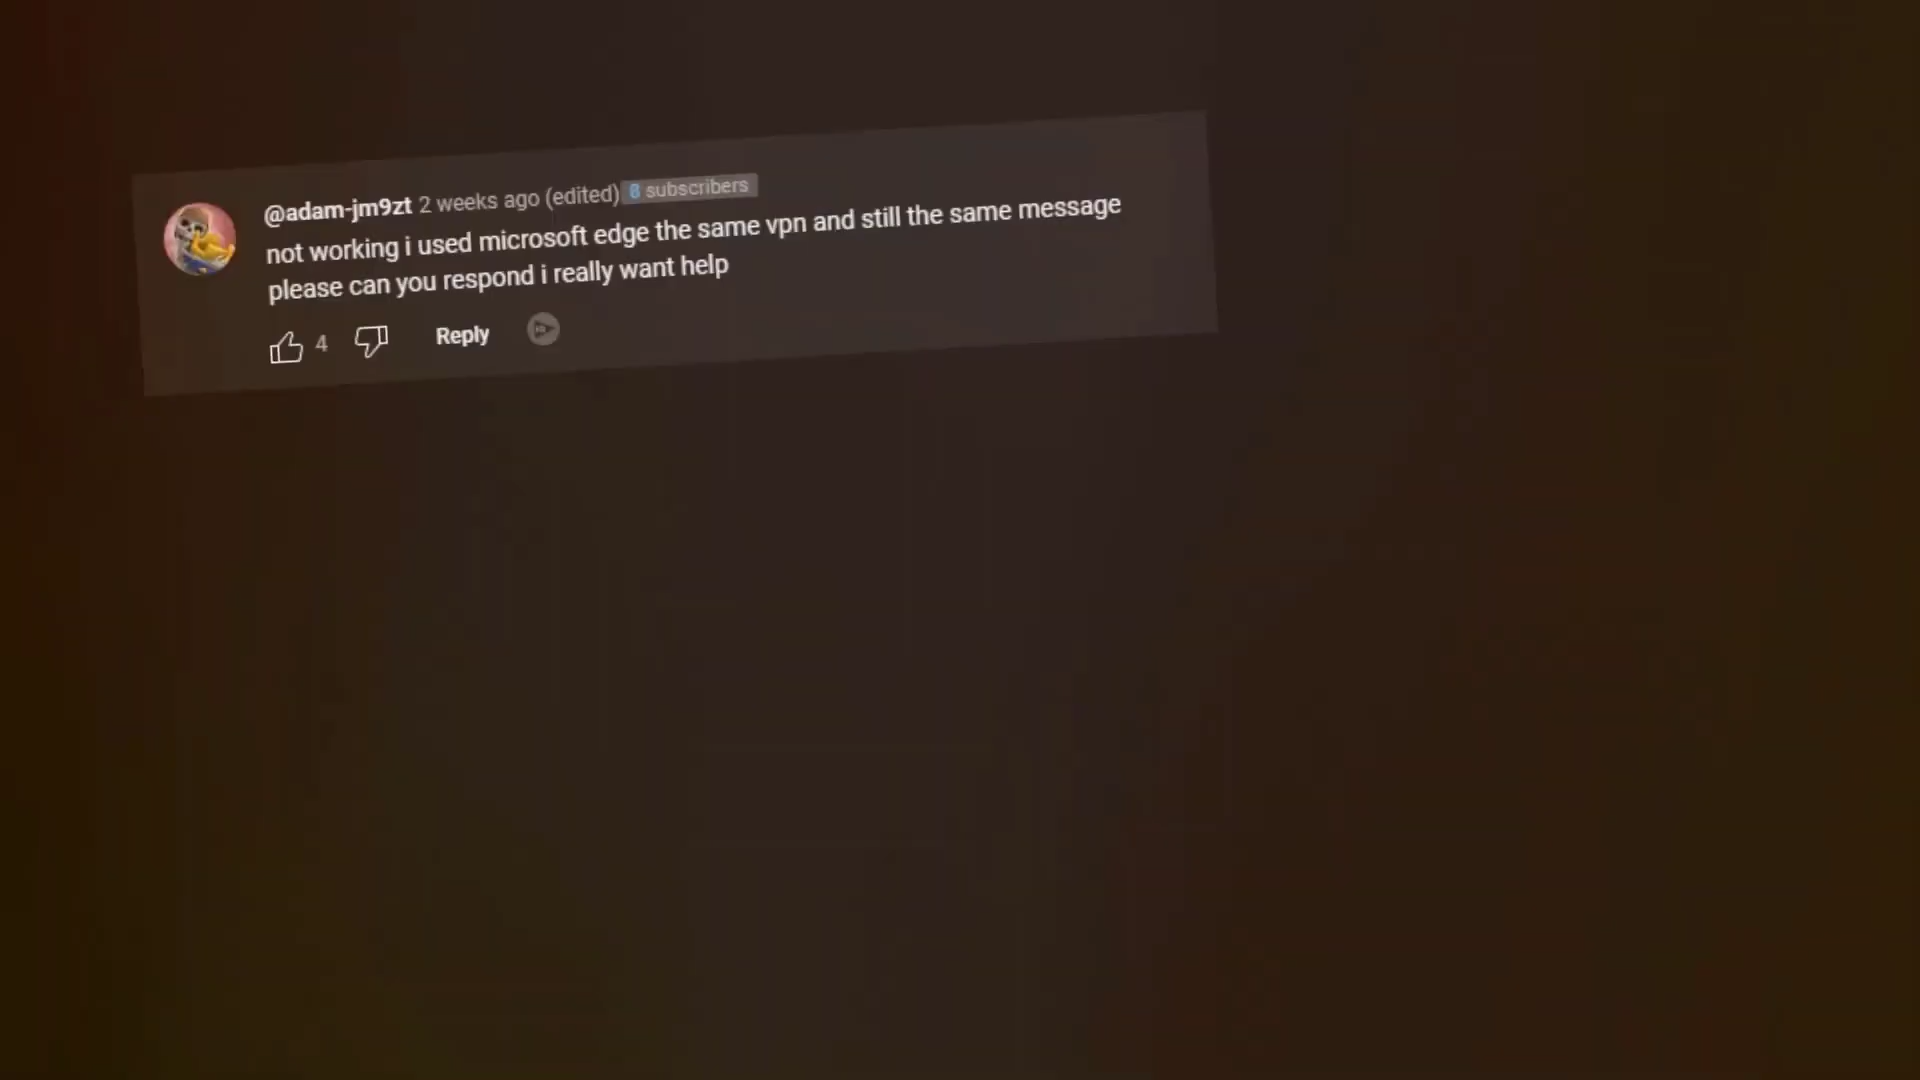 @adam-jm9zt 2 weeks ago (edited) 8 subscribers
not working i used microsoft edge the same vpn and still the same message
please can you respond i really want help
4 Reply